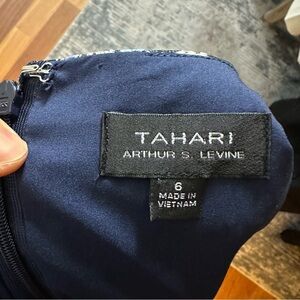 TAHARI
ARTHUR S. LEVINE
6
MADE IN
VIETNAM